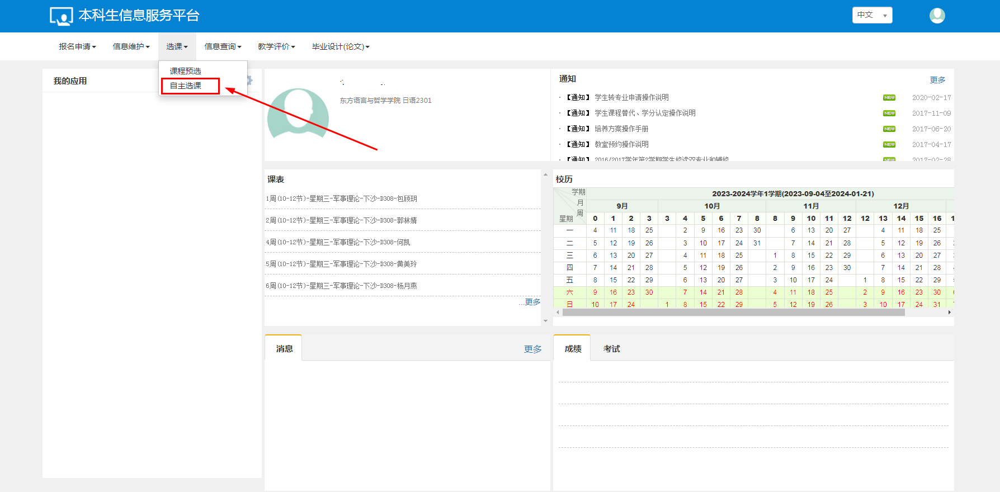 本科生信息服务平台
中文
报名申请 信息维护 选课 信息查询 教学评价 毕业设计(论文)
课程预选
自主选课
我的应用
东方语言与哲学学院 日语2301
通知 更多
· 【通知】 学生转专业申请操作说明 NEW 2020-02-17
· 【通知】 学生课程替代、学分认定操作说明 NEW 2017-11-09
· 【通知】 培养方案操作手册 NEW 2017-06-20
· 【通知】 教室预约操作说明 NEW 2017-04-17
· 【通知】 2016/2017学年第2学期学生修读双专业和辅修 NEW 2017-02-28
课表
1周(10-12节)-星期三-军事理论-下沙-D308-包颀玥
2周(10-12节)-星期三-军事理论-下沙-D308-郭林婧
4周(10-12节)-星期三-军事理论-下沙-D308-何凯
5周(10-12节)-星期三-军事理论-下沙-D308-黄美玲
6周(10-12节)-星期三-军事理论-下沙-D308-杨月燕
...更多
校历
学期 2023-2024学年1学期(2023-09-04至2024-01-21)
月 9月 10月 11月 12月
周 0 1 2 3 3 4 5 6 7 8 8 9 10 11 12 12 13 14 15 16
星期
一 4 11 18 25 2 9 16 23 30 6 13 20 27 4 11 18 25
二 5 12 19 26 3 10 17 24 31 7 14 21 28 5 12 19 26
三 6 13 20 27 4 11 18 25 1 8 15 22 29 6 13 20 27
四 7 14 21 28 5 12 19 26 2 9 16 23 30 7 14 21 28
五 8 15 22 29 6 13 20 27 3 10 17 24 1 8 15 22 29
六 9 16 23 30 7 14 21 28 4 11 18 25 2 9 16 23 30
日 10 17 24 1 8 15 22 29 5 12 19 26 3 10 17 24 31
消息 更多
成绩 考试